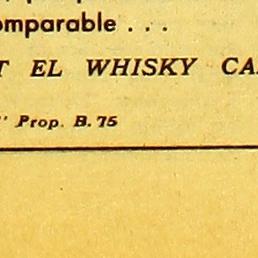 omparable . . .
T EL WHISKY CA
" Prop. B. 75